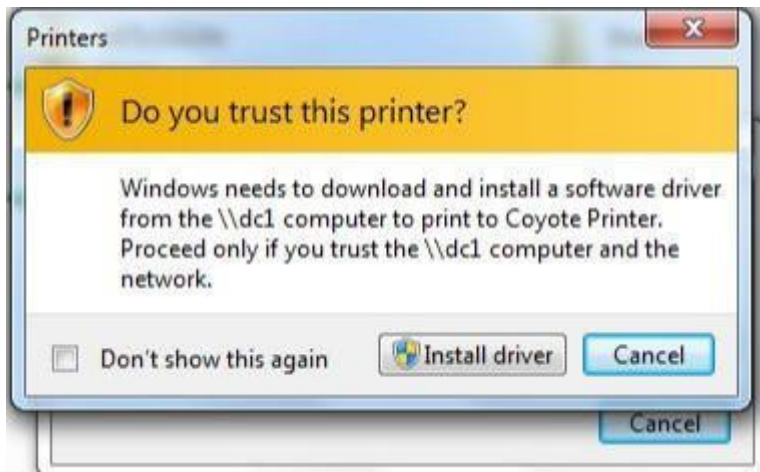 Printers
Do you trust this printer?
Windows needs to download and install a software driver
from the \\dc1 computer to print to Coyote Printer.
Proceed only if you trust the \\dc1 computer and the
network.
Don't show this again
Install driver
Cancel
Cancel